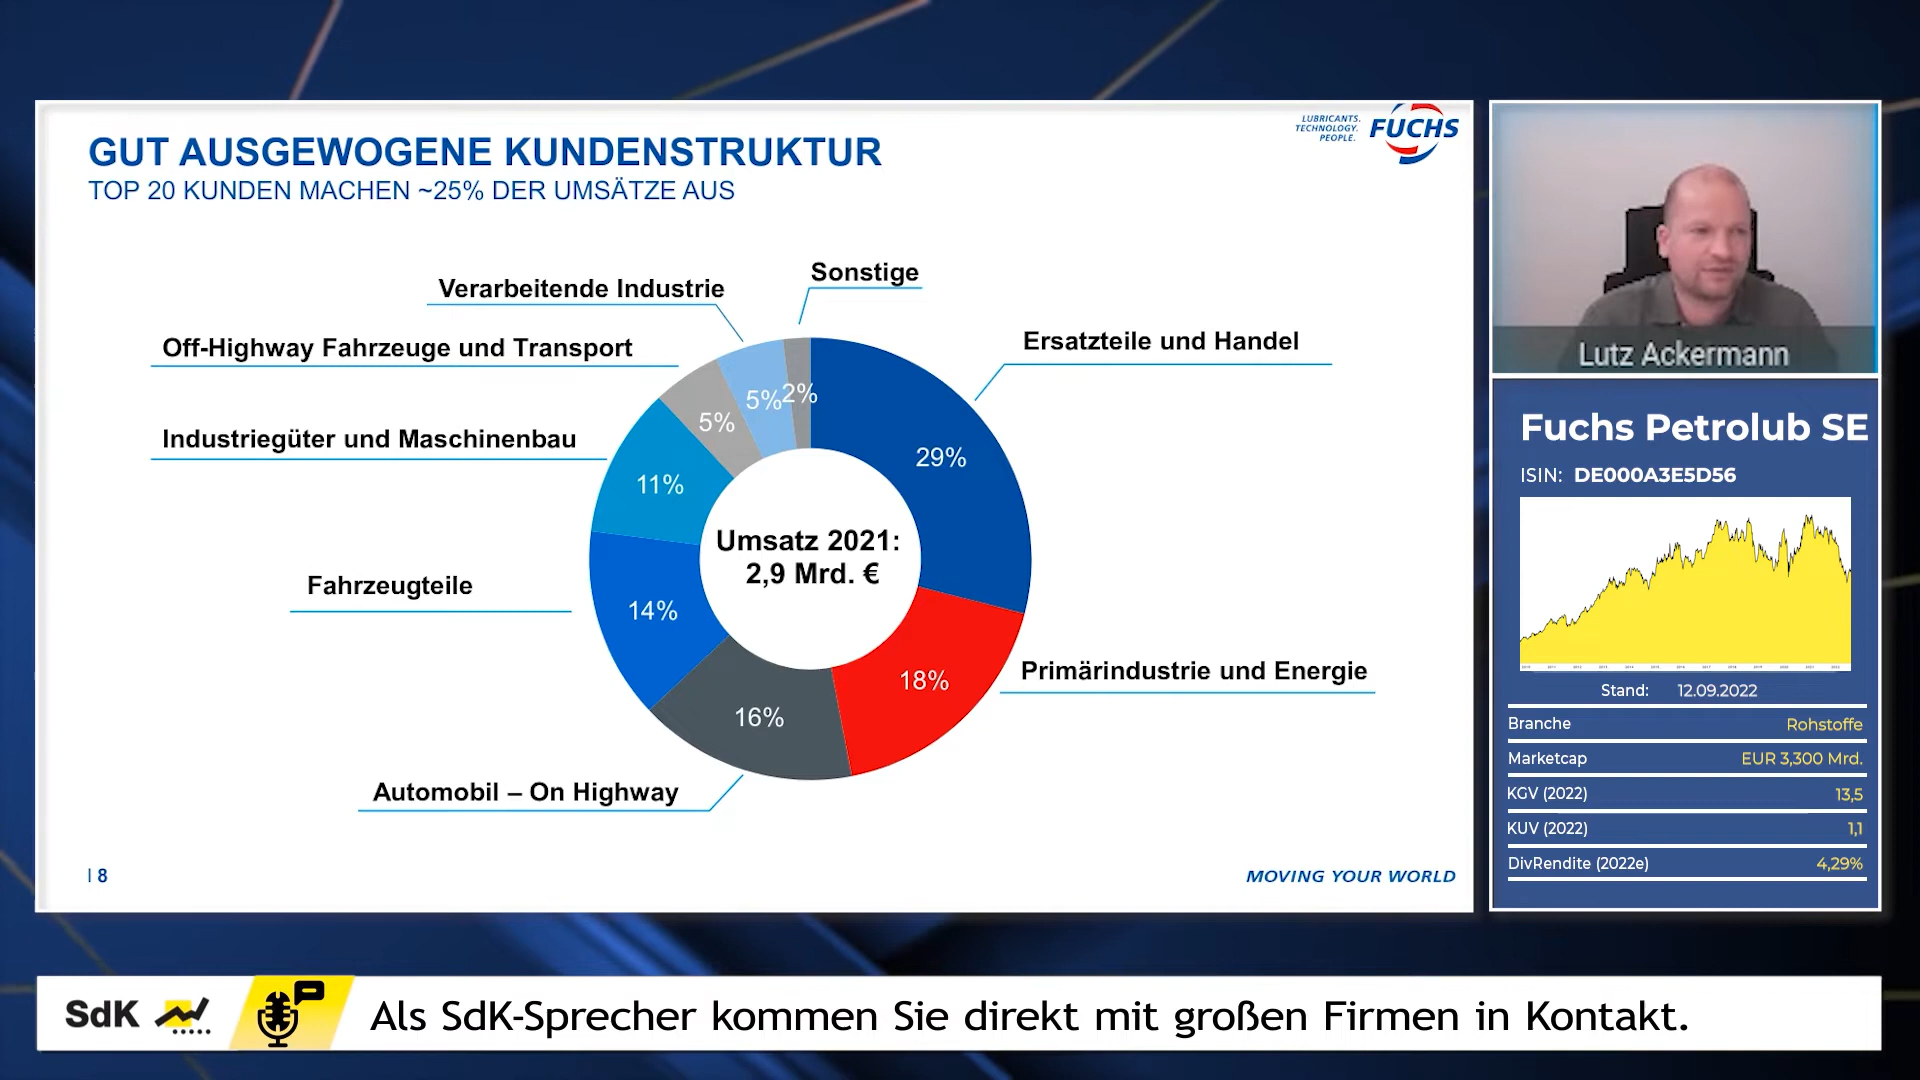 LUBRICANTS.
TECHNOLOGY.
PEOPLE.
FUCHS
GUT AUSGEWOGENE KUNDENSTRUKTUR
TOP 20 KUNDEN MACHEN ~25% DER UMSÄTZE AUS
Sonstige
Verarbeitende Industrie
Off-Highway Fahrzeuge und Transport
Ersatzteile und Handel
Industriegüter und Maschinenbau
Fahrzeugteile
Primärindustrie und Energie
Automobil – On Highway
2%
5%
5%
29%
11%
14%
18%
16%
Umsatz 2021:
2,9 Mrd. €
8
MOVING YOUR WORLD
Lutz Ackermann
Fuchs Petrolub SE
ISIN: DE000A3E5D56
Stand: 12.09.2022
Branche Rohstoffe
Marketcap EUR 3,300 Mrd.
KGV (2022) 13,5
KUV (2022) 1,1
DivRendite (2022e) 4,29%
SdK
Als SdK-Sprecher kommen Sie direkt mit großen Firmen in Kontakt.